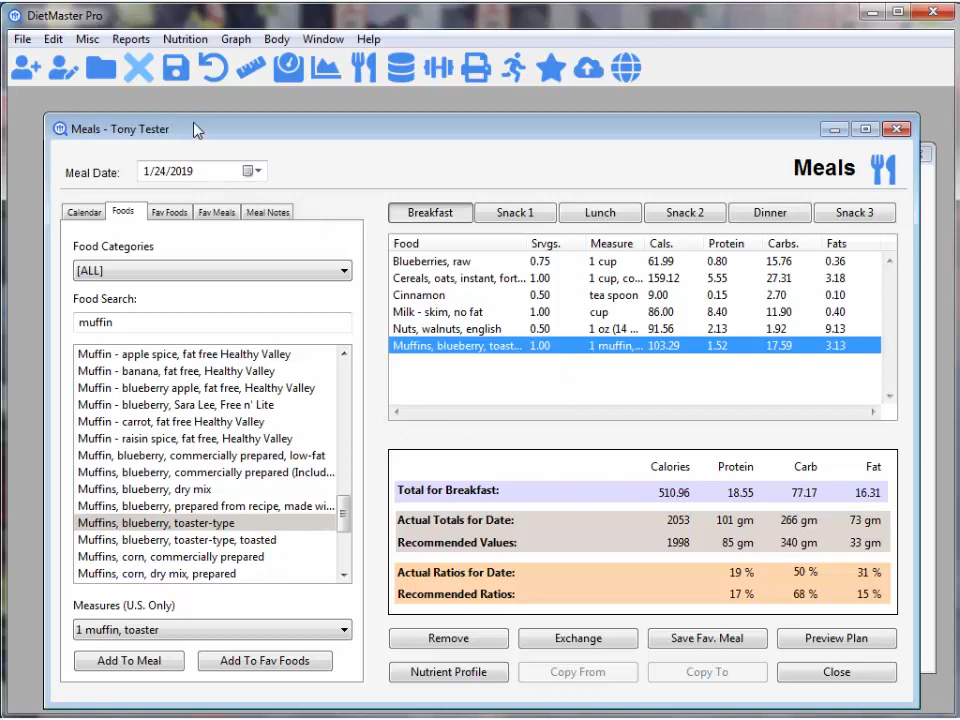 DietMaster Pro
File Edit Misc Reports Nutrition Graph Body Window Help
Meals - Tony Tester
Meal Date: 1/24/2019
Meals
Calendar Foods Fav Foods Fav Meals Meal Notes
Breakfast Snack 1 Lunch Snack 2 Dinner Snack 3
Food Categories
[ALL]
Food Search:
muffin
Muffin - apple spice, fat free Healthy Valley
Muffin - banana, fat free, Healthy Valley
Muffin - blueberry apple, fat free, Healthy Valley
Muffin - blueberry, Sara Lee, Free n' Lite
Muffin - carrot, fat free Healthy Valley
Muffin - raisin spice, fat free, Healthy Valley
Muffin, blueberry, commercially prepared, low-fat
Muffins, blueberry, commercially prepared (Includ...
Muffins, blueberry, dry mix
Muffins, blueberry, prepared from recipe, made wi...
Muffins, blueberry, toaster-type
Muffins, blueberry, toaster-type, toasted
Muffins, corn, commercially prepared
Muffins, corn, dry mix, prepared
Measures (U.S. Only)
1 muffin, toaster
Add To Meal Add To Fav Foods
Food Srvgs. Measure Cals. Protein Carbs. Fats
Blueberries, raw 0.75 1 cup 61.99 0.80 15.76 0.36
Cereals, oats, instant, fort... 1.00 1 cup, co... 159.12 5.55 27.31 3.18
Cinnamon 0.50 tea spoon 9.00 0.15 2.70 0.10
Milk - skim, no fat 1.00 cup 86.00 8.40 11.90 0.40
Nuts, walnuts, english 0.50 1 oz (14 ... 91.56 2.13 1.92 9.13
Muffins, blueberry, toast... 1.00 1 muffin,... 103.29 1.52 17.59 3.13
Calories Protein Carb Fat
Total for Breakfast: 510.96 18.55 77.17 16.31
Actual Totals for Date: 2053 101 gm 266 gm 73 gm
Recommended Values: 1998 85 gm 340 gm 33 gm
Actual Ratios for Date: 19 % 50 % 31 %
Recommended Ratios: 17 % 68 % 15 %
Remove Exchange Save Fav. Meal Preview Plan
Nutrient Profile Copy From Copy To Close